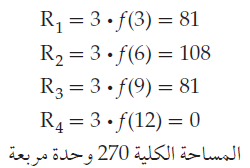 R₁ = 3 • f(3) = 81
R₂ = 3 • f(6) = 108
R₃ = 3 • f(9) = 81
R₄ = 3 • f(12) = 0
المساحة الكلية 270 وحدة مربعة